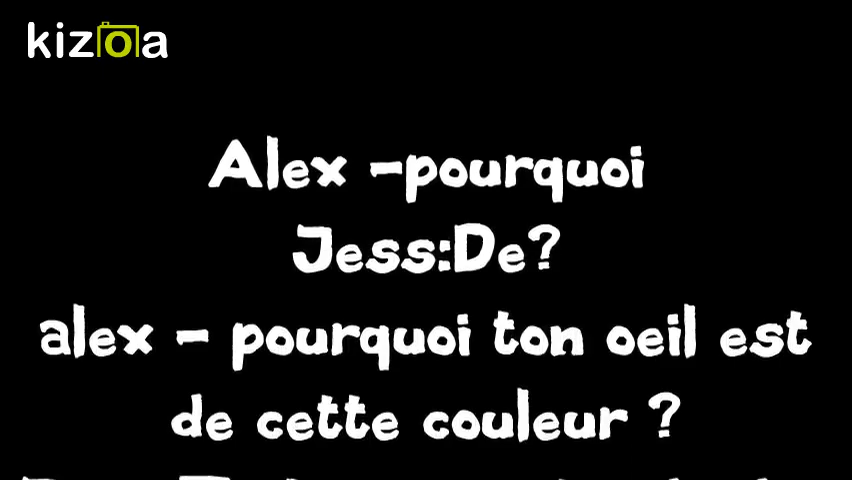 kizoa
Alex -pourquoi
Jess:De?
alex - pourquoi ton oeil est
de cette couleur ?